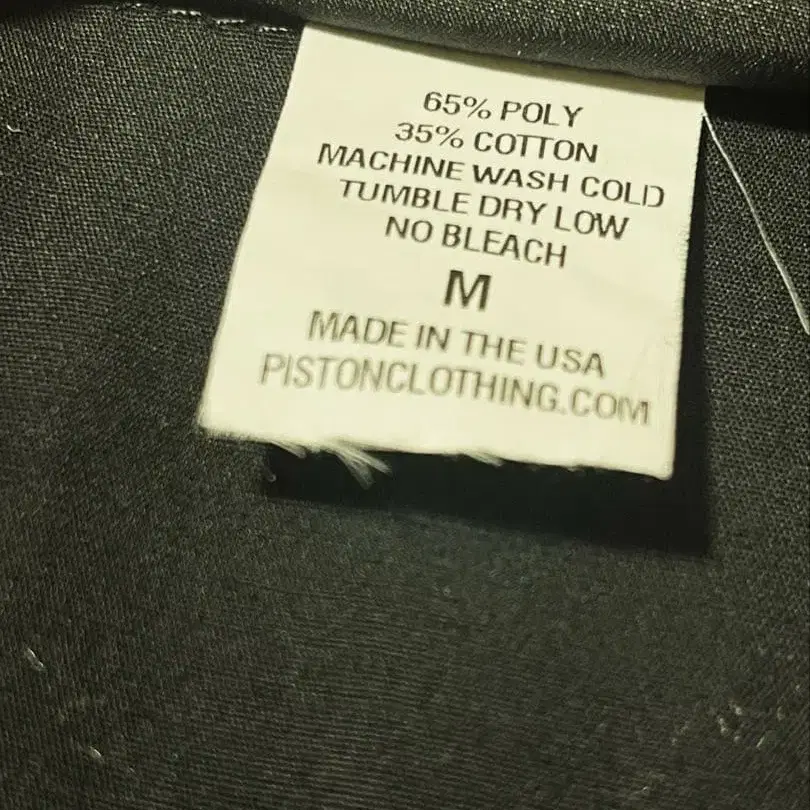 65% POLY
35% COTTON
MACHINE WASH COLD
TUMBLE DRY LOW
NO BLEACH
M
MADE IN THE USA
PISTONCLOTHING.COM